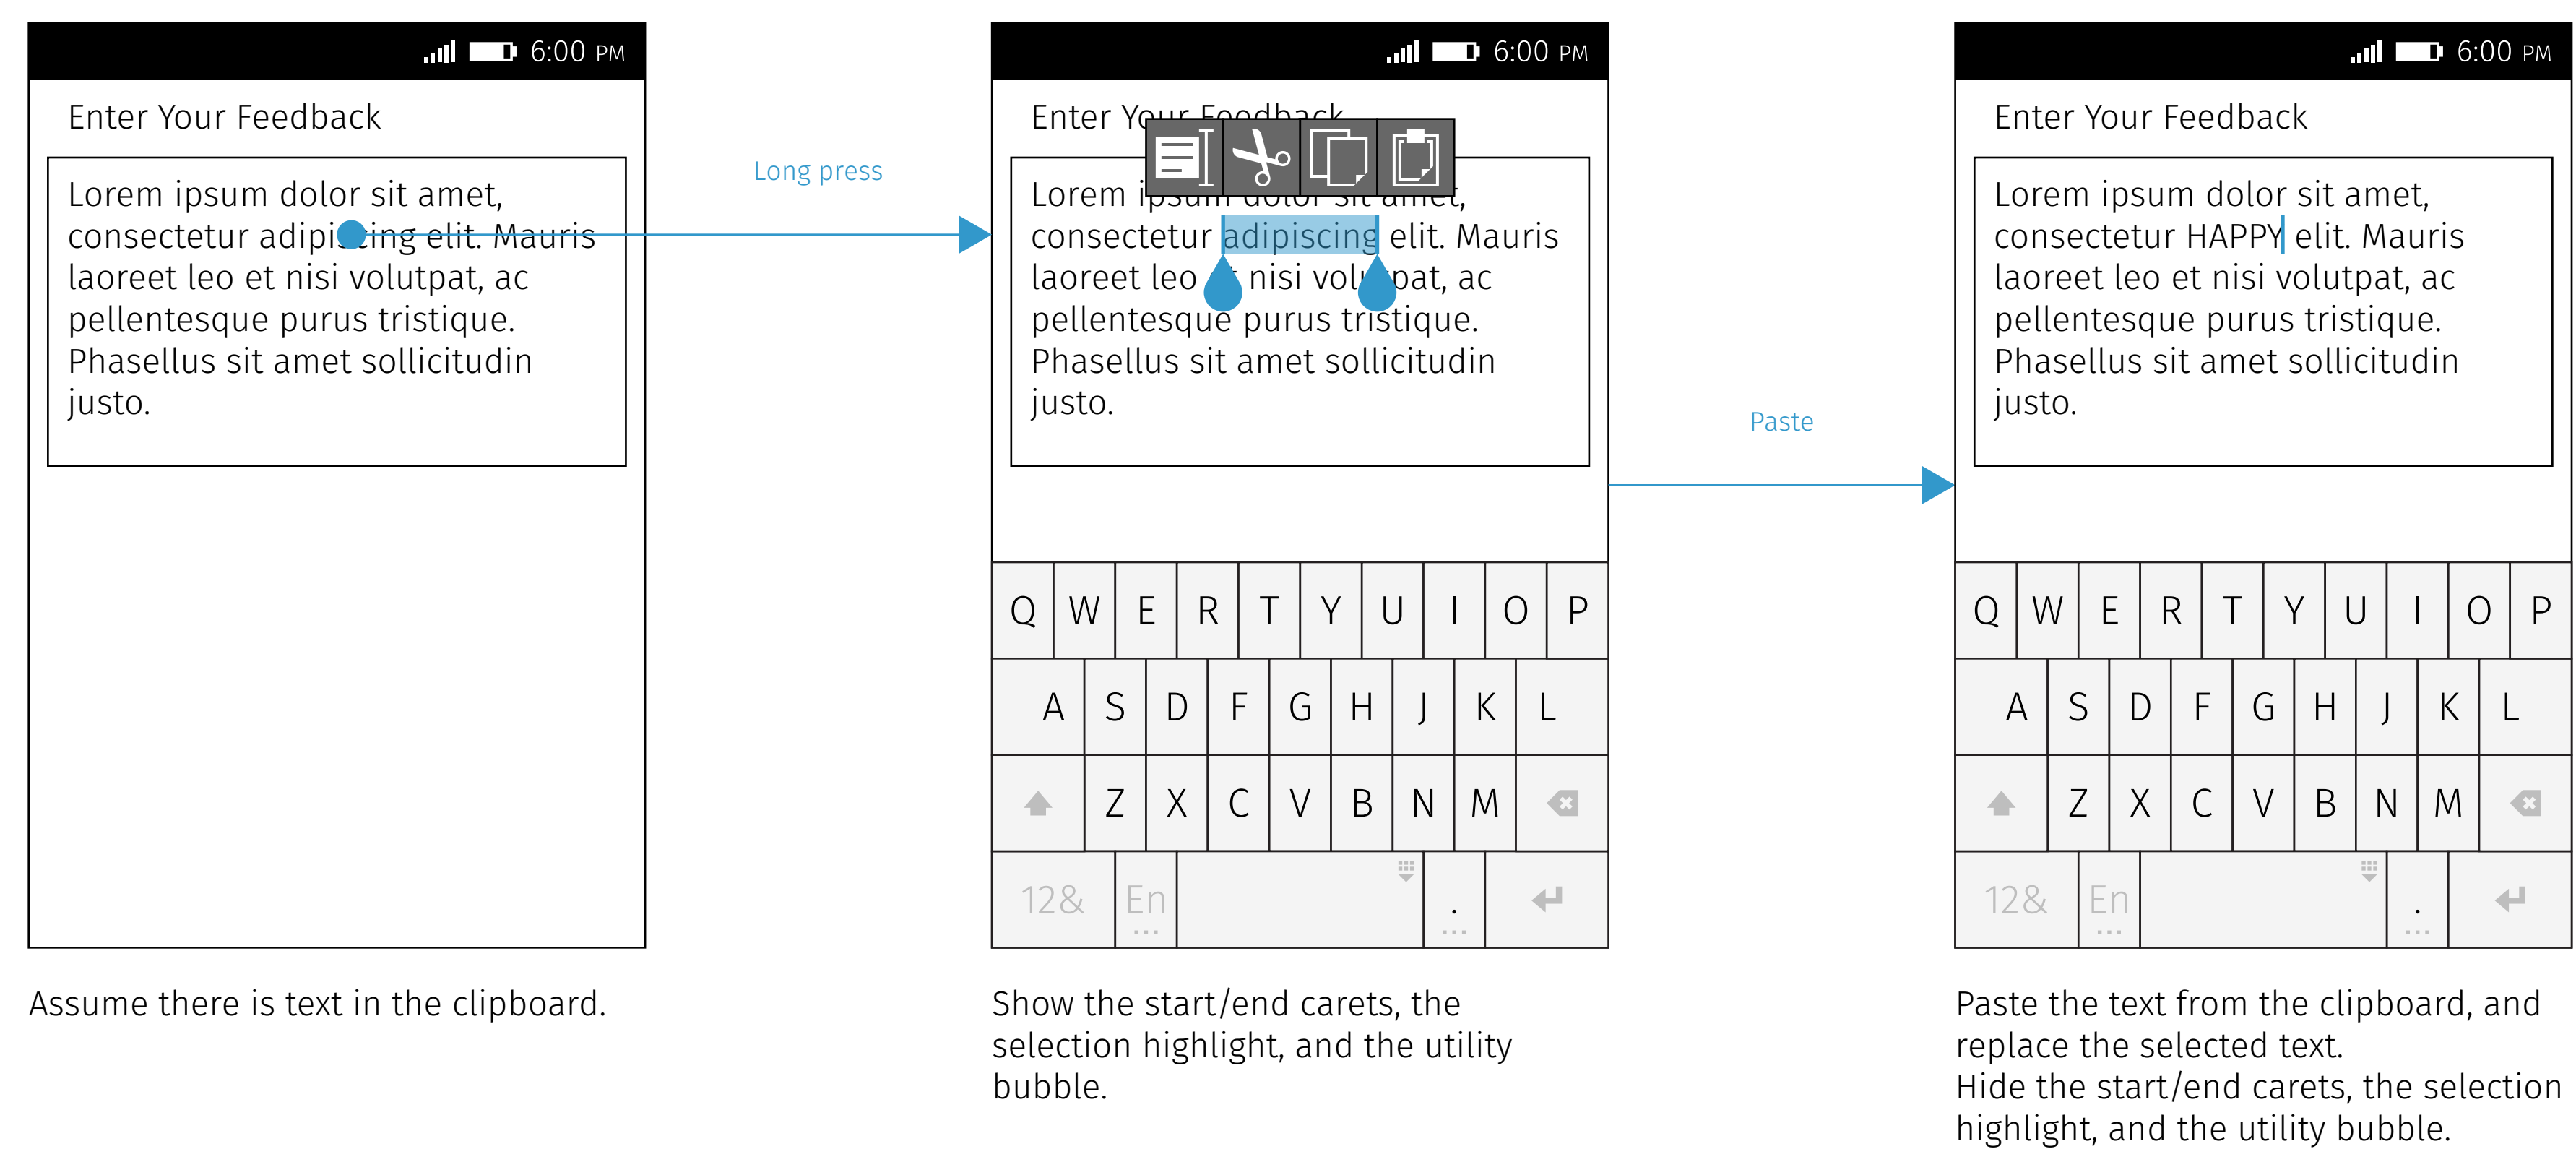 6:00 PM
Enter Your Feedback
Lorem ipsum dolor sit amet,
consectetur adipiscing elit. Mauris
laoreet leo et nisi volutpat, ac
pellentesque purus tristique.
Phasellus sit amet sollicitudin
justo.
Assume there is text in the clipboard.
Long press
6:00 PM
Enter Your Feedback
Lorem ipsum dolor sit amet,
consectetur adipiscing elit. Mauris
laoreet leo et nisi volutpat, ac
pellentesque purus tristique.
Phasellus sit amet sollicitudin
justo.
Q W E R T Y U I O P
A S D F G H J K L
Z X C V B N M
12& En ... . ...
Show the start/end carets, the
selection highlight, and the utility
bubble.
Paste
6:00 PM
Enter Your Feedback
Lorem ipsum dolor sit amet,
consectetur HAPPY elit. Mauris
laoreet leo et nisi volutpat, ac
pellentesque purus tristique.
Phasellus sit amet sollicitudin
justo.
Q W E R T Y U I O P
A S D F G H J K L
Z X C V B N M
12& En ... . ...
Paste the text from the clipboard, and
replace the selected text.
Hide the start/end carets, the selection
highlight, and the utility bubble.